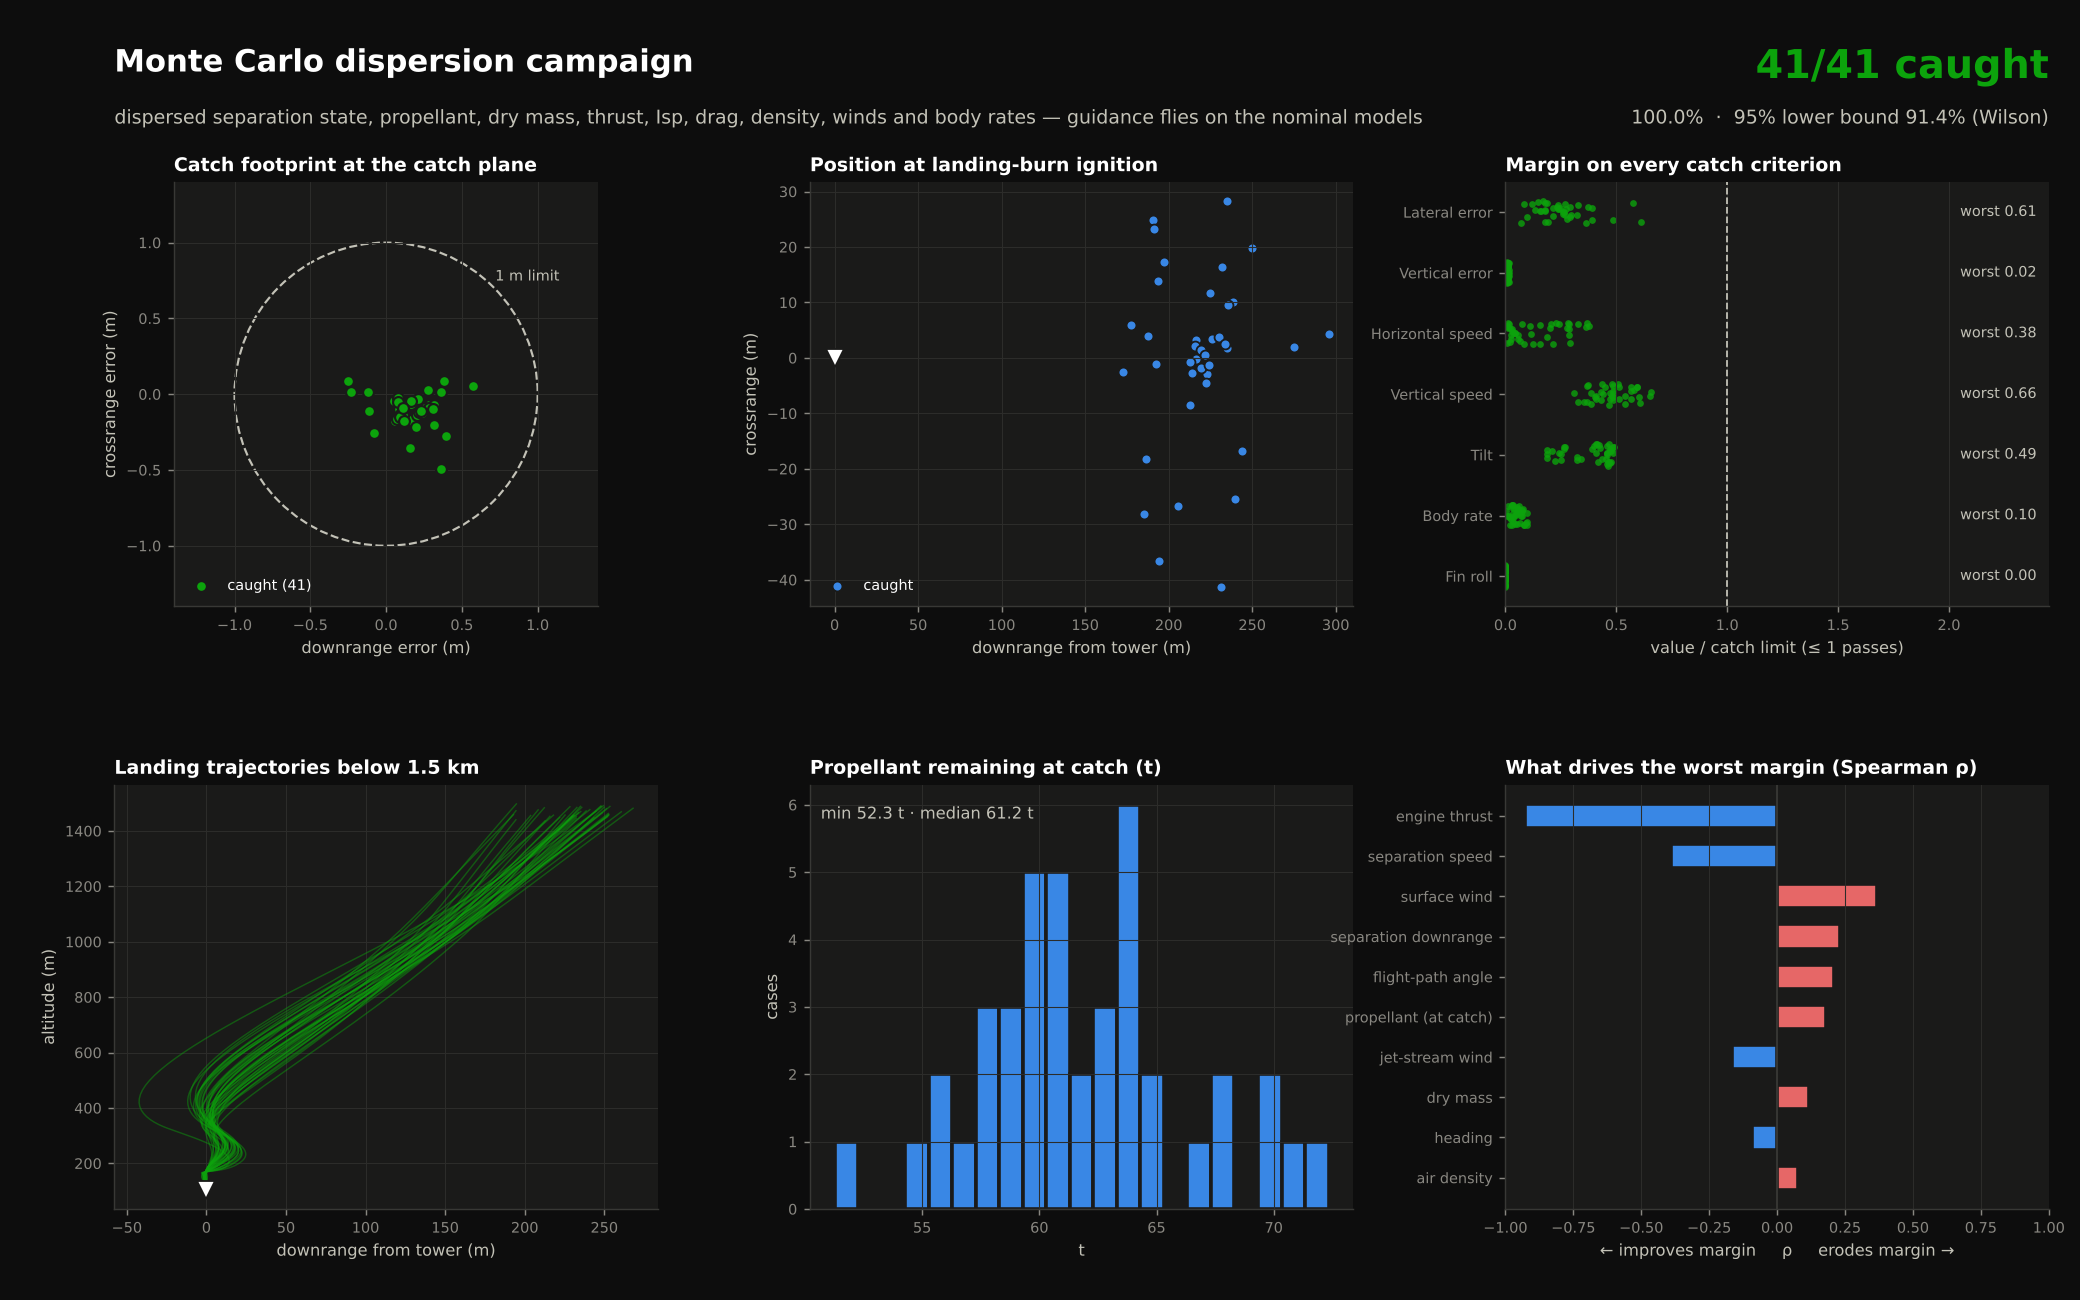 Monte Carlo dispersion campaign
41/41 caught
dispersed separation state, propellant, dry mass, thrust, Isp, drag, density, winds and body rates — guidance flies on the nominal models
100.0%  ·  95% lower bound 91.4% (Wilson)
Catch footprint at the catch plane
crossrange error (m)
1.0
0.5
0.0
−0.5
−1.0
1 m limit
caught (41)
−1.0 −0.5 0.0 0.5 1.0
downrange error (m)
Position at landing-burn ignition
crossrange (m)
30
20
10
0
−10
−20
−30
−40
caught
0 50 100 150 200 250 300
downrange from tower (m)
Margin on every catch criterion
Lateral error worst 0.61
Vertical error worst 0.02
Horizontal speed worst 0.38
Vertical speed worst 0.66
Tilt worst 0.49
Body rate worst 0.10
Fin roll worst 0.00
0.0 0.5 1.0 1.5 2.0
value / catch limit (≤ 1 passes)
Landing trajectories below 1.5 km
altitude (m)
1400
1200
1000
800
600
400
200
−50 0 50 100 150 200 250
downrange from tower (m)
Propellant remaining at catch (t)
min 52.3 t · median 61.2 t
cases
6
5
4
3
2
1
0
55 60 65 70
t
What drives the worst margin (Spearman ρ)
engine thrust
separation speed
surface wind
separation downrange
flight-path angle
propellant (at catch)
jet-stream wind
dry mass
heading
air density
−1.00 −0.75 −0.50 −0.25 0.00 0.25 0.50 0.75 1.00
← improves margin ρ erodes margin →